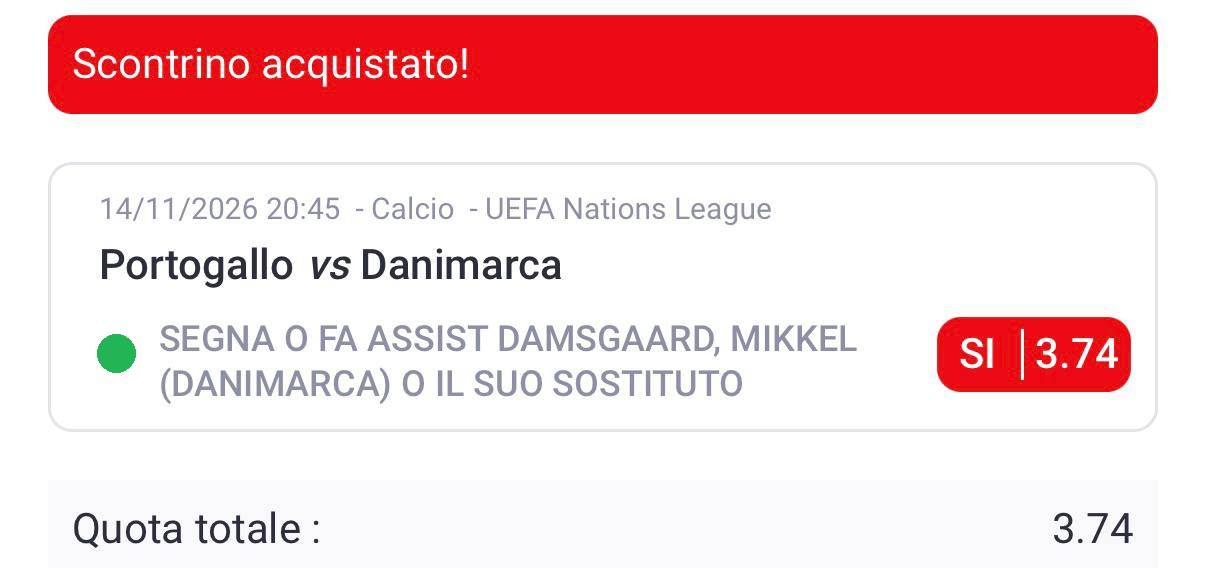 Scontrino acquistato!
14/11/2026 20:45 - Calcio - UEFA Nations League
Portogallo vs Danimarca
SEGNA O FA ASSIST DAMSGAARD, MIKKEL
(DANIMARCA) O IL SUO SOSTITUTO
SI | 3.74
Quota totale : 3.74